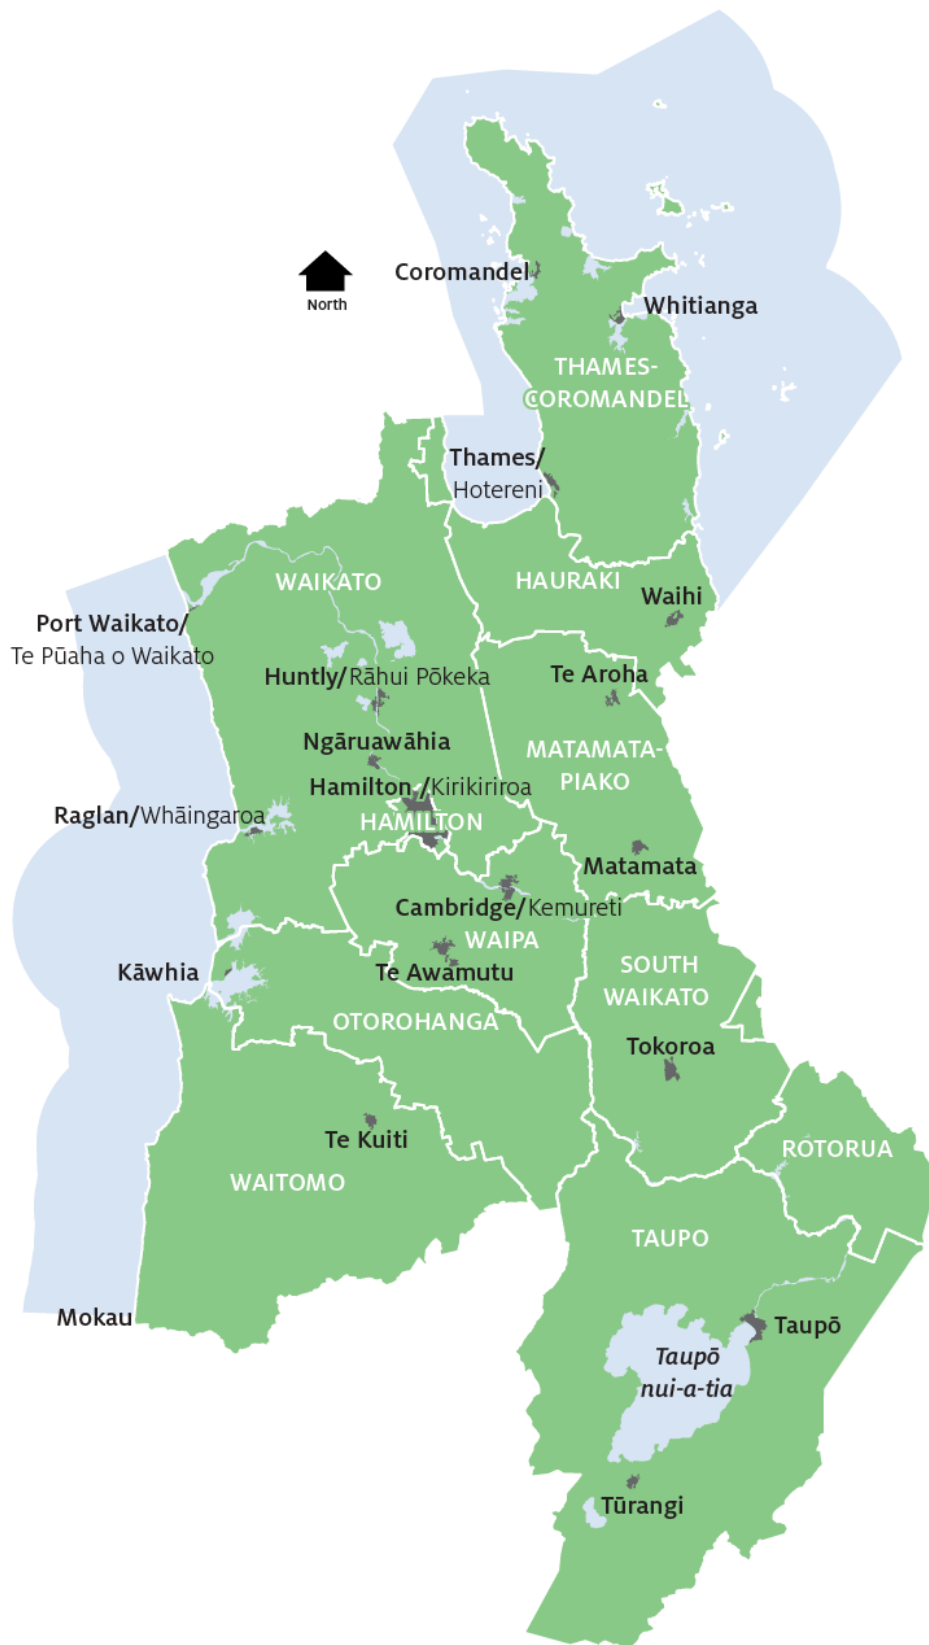 Coromandel
North
Whitianga
THAMES-
COROMANDEL
Thames/
Hotereni
WAIKATO
HAURAKI
Waihi
Port Waikato/
Te Pūaha o Waikato
Huntly/Rāhui Pōkeka
Te Aroha
Ngāruawāhia
MATAMATA-
PIAKO
Hamilton /Kirikiriroa
Raglan/Whāingaroa
HAMILTON
Matamata
Cambridge/Kemureti
WAIPA
Kāwhia
Te Awamutu
SOUTH
WAIKATO
OTOROHANGA
Tokoroa
Te Kuiti
ROTORUA
WAITOMO
TAUPO
Mokau
Taupō
Taupō
nui-a-tia
Tūrangi